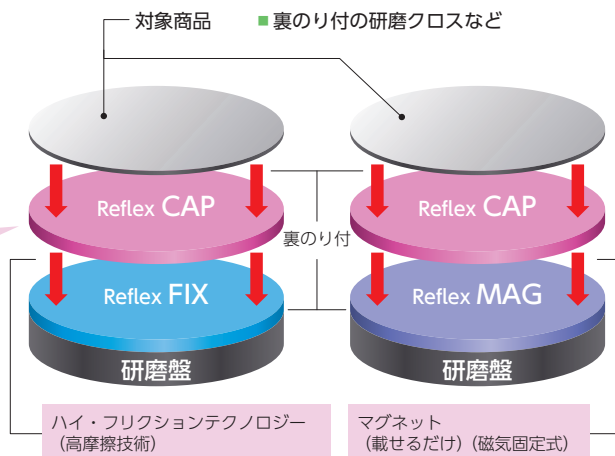 対象商品 ■裏のり付の研磨クロスなど
Reflex CAP
Reflex CAP
裏のり付
Reflex FIX
Reflex MAG
研磨盤
研磨盤
ハイ・フリクションテクノロジー
（高摩擦技術）
マグネット
（載せるだけ）（磁気固定式）